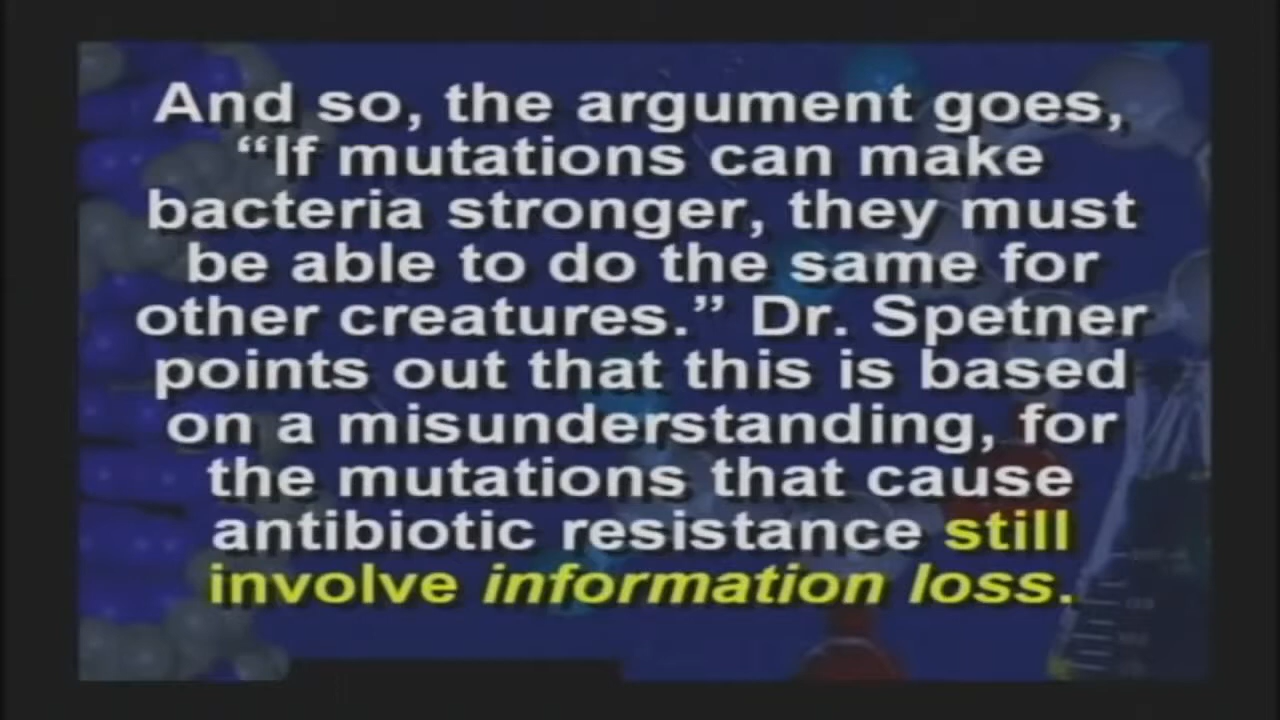 And so, the argument goes,
“If mutations can make
bacteria stronger, they must
be able to do the same for
other creatures.” Dr. Spetner
points out that this is based
on a misunderstanding, for
the mutations that cause
antibiotic resistance still
involve information loss.